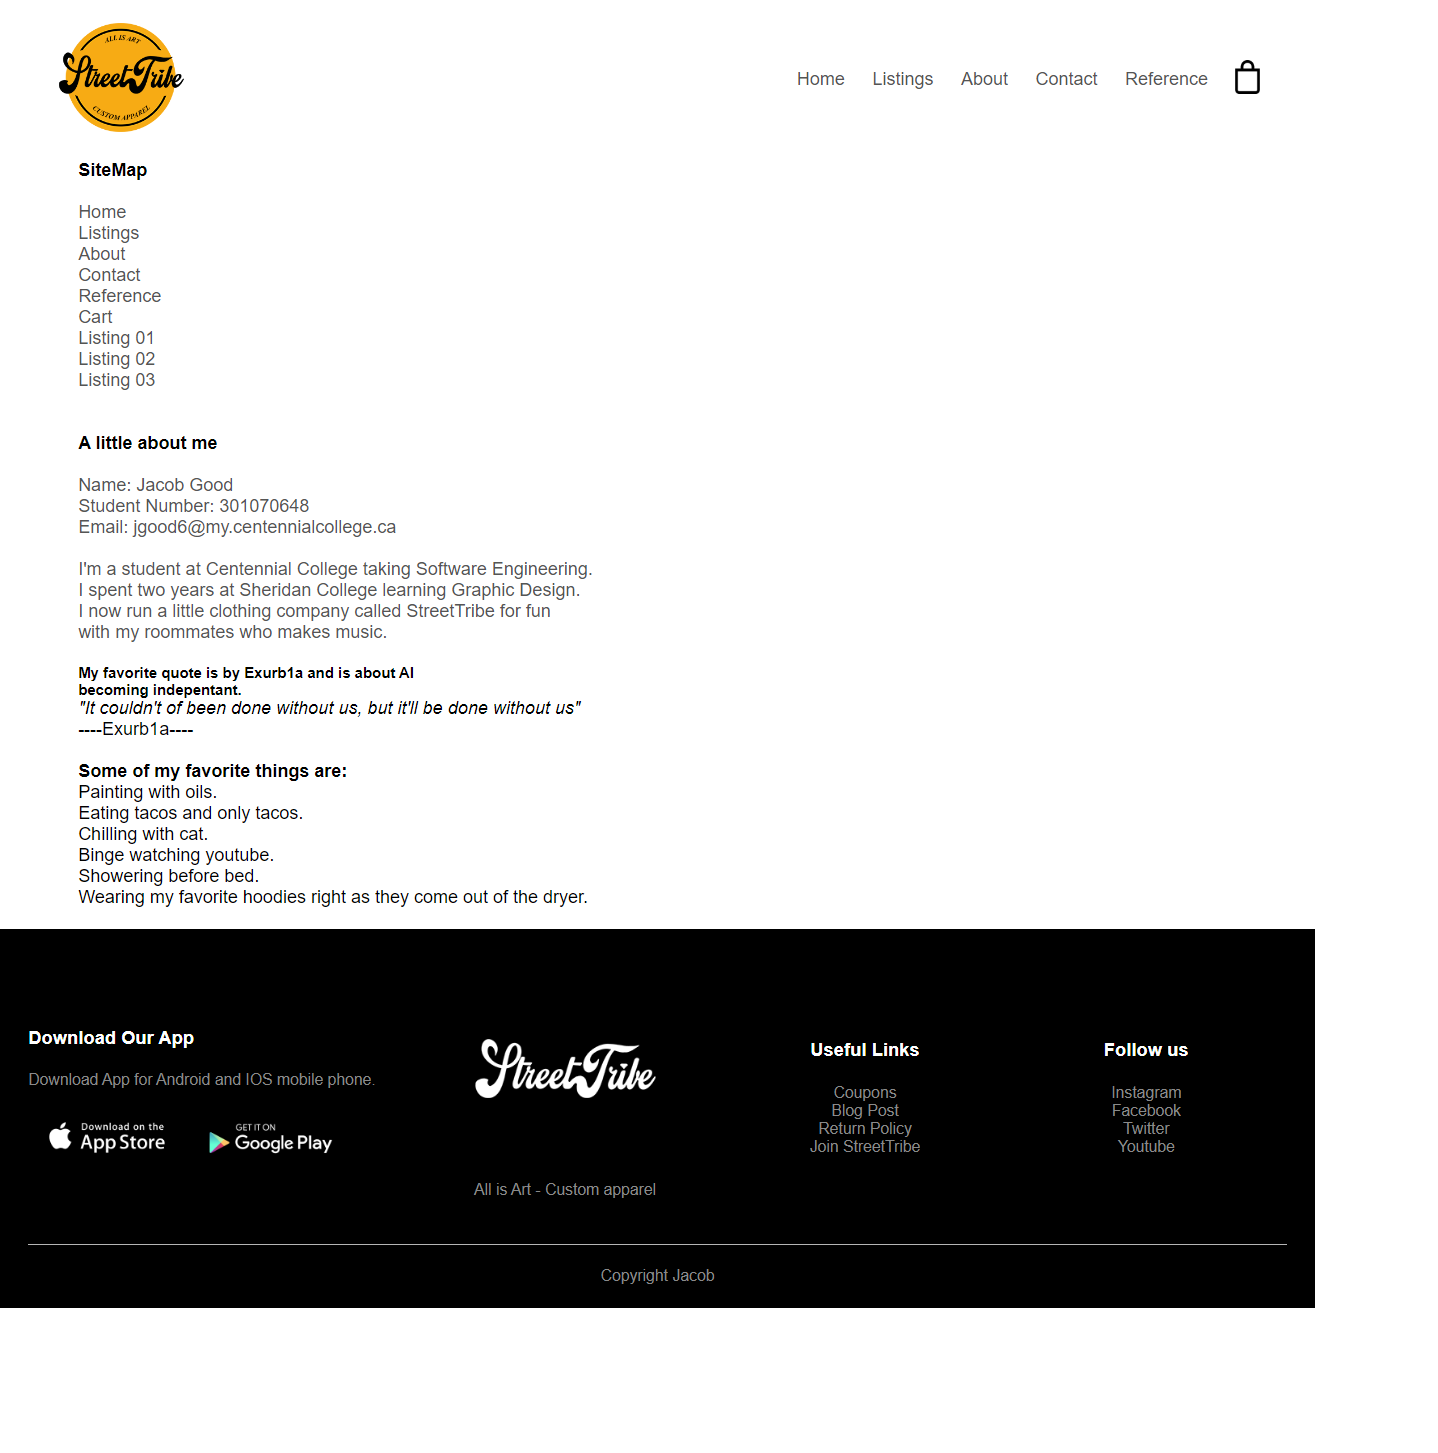 ALL IS ART
StreetTribe
CUSTOM APPAREL
Home
Listings
About
Contact
Reference
SiteMap
Home
Listings
About
Contact
Reference
Cart
Listing 01
Listing 02
Listing 03
A little about me
Name: Jacob Good
Student Number: 301070648
Email: jgood6@my.centennialcollege.ca
I'm a student at Centennial College taking Software Engineering.
I spent two years at Sheridan College learning Graphic Design.
I now run a little clothing company called StreetTribe for fun
with my roommates who makes music.
My favorite quote is by Exurb1a and is about AI
becoming indepentant.
"It couldn't of been done without us, but it'll be done without us"
----Exurb1a----
Some of my favorite things are:
Painting with oils.
Eating tacos and only tacos.
Chilling with cat.
Binge watching youtube.
Showering before bed.
Wearing my favorite hoodies right as they come out of the dryer.
Download Our App
Download App for Android and IOS mobile phone.
Download on the
App Store
GET IT ON
Google Play
StreetTribe
All is Art - Custom apparel
Useful Links
Coupons
Blog Post
Return Policy
Join StreetTribe
Follow us
Instagram
Facebook
Twitter
Youtube
Copyright Jacob